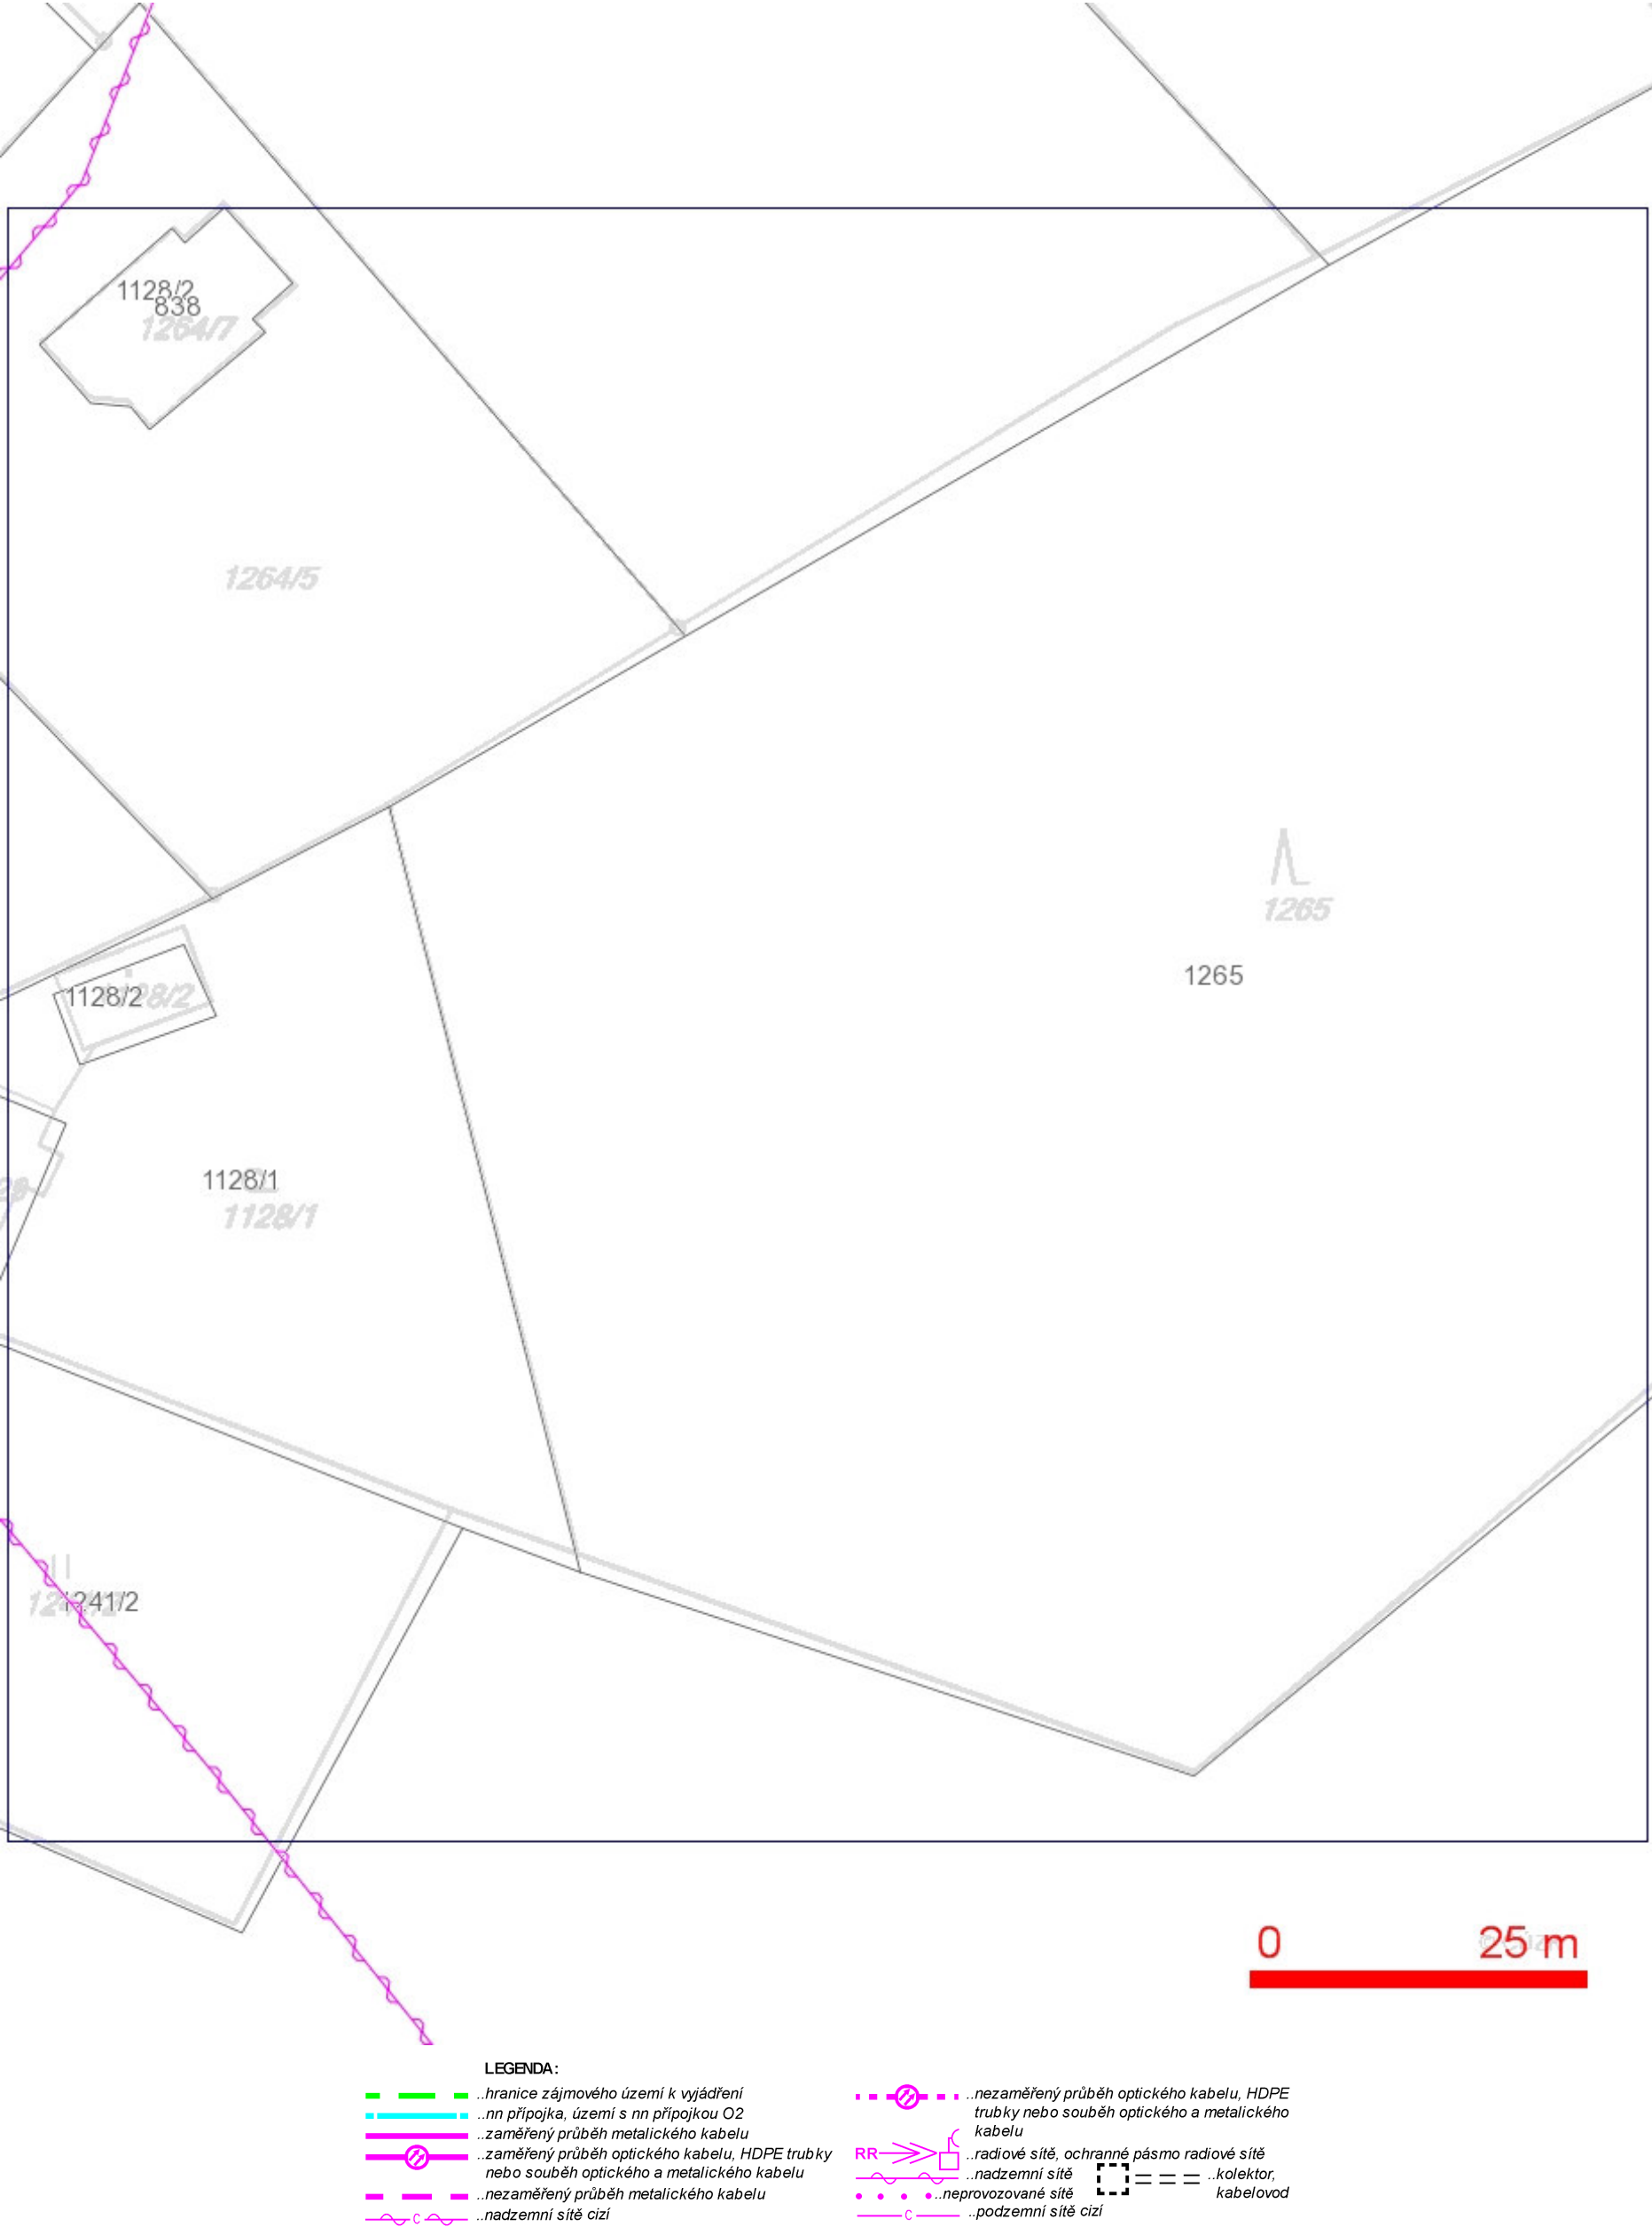 1128/2
838
1264/7
1264/5
1265
1265
1128/2
1128/2
1128/1
1128/1
1241/2
0 25 m
LEGENDA:
..hranice zájmového území k vyjádření
..nn přípojka, území s nn přípojkou O2
..zaměřený průběh metalického kabelu
..zaměřený průběh optického kabelu, HDPE trubky
nebo souběh optického a metalického kabelu
..nezaměřený průběh metalického kabelu
C ..nadzemní sítě cizí
..nezaměřený průběh optického kabelu, HDPE
trubky nebo souběh optického a metalického
kabelu
RR ..radiové sítě, ochranné pásmo radiové sítě
..nadzemní sítě ..kolektor,
kabelovod
..neprovozované sítě
C ..podzemní sítě cizí